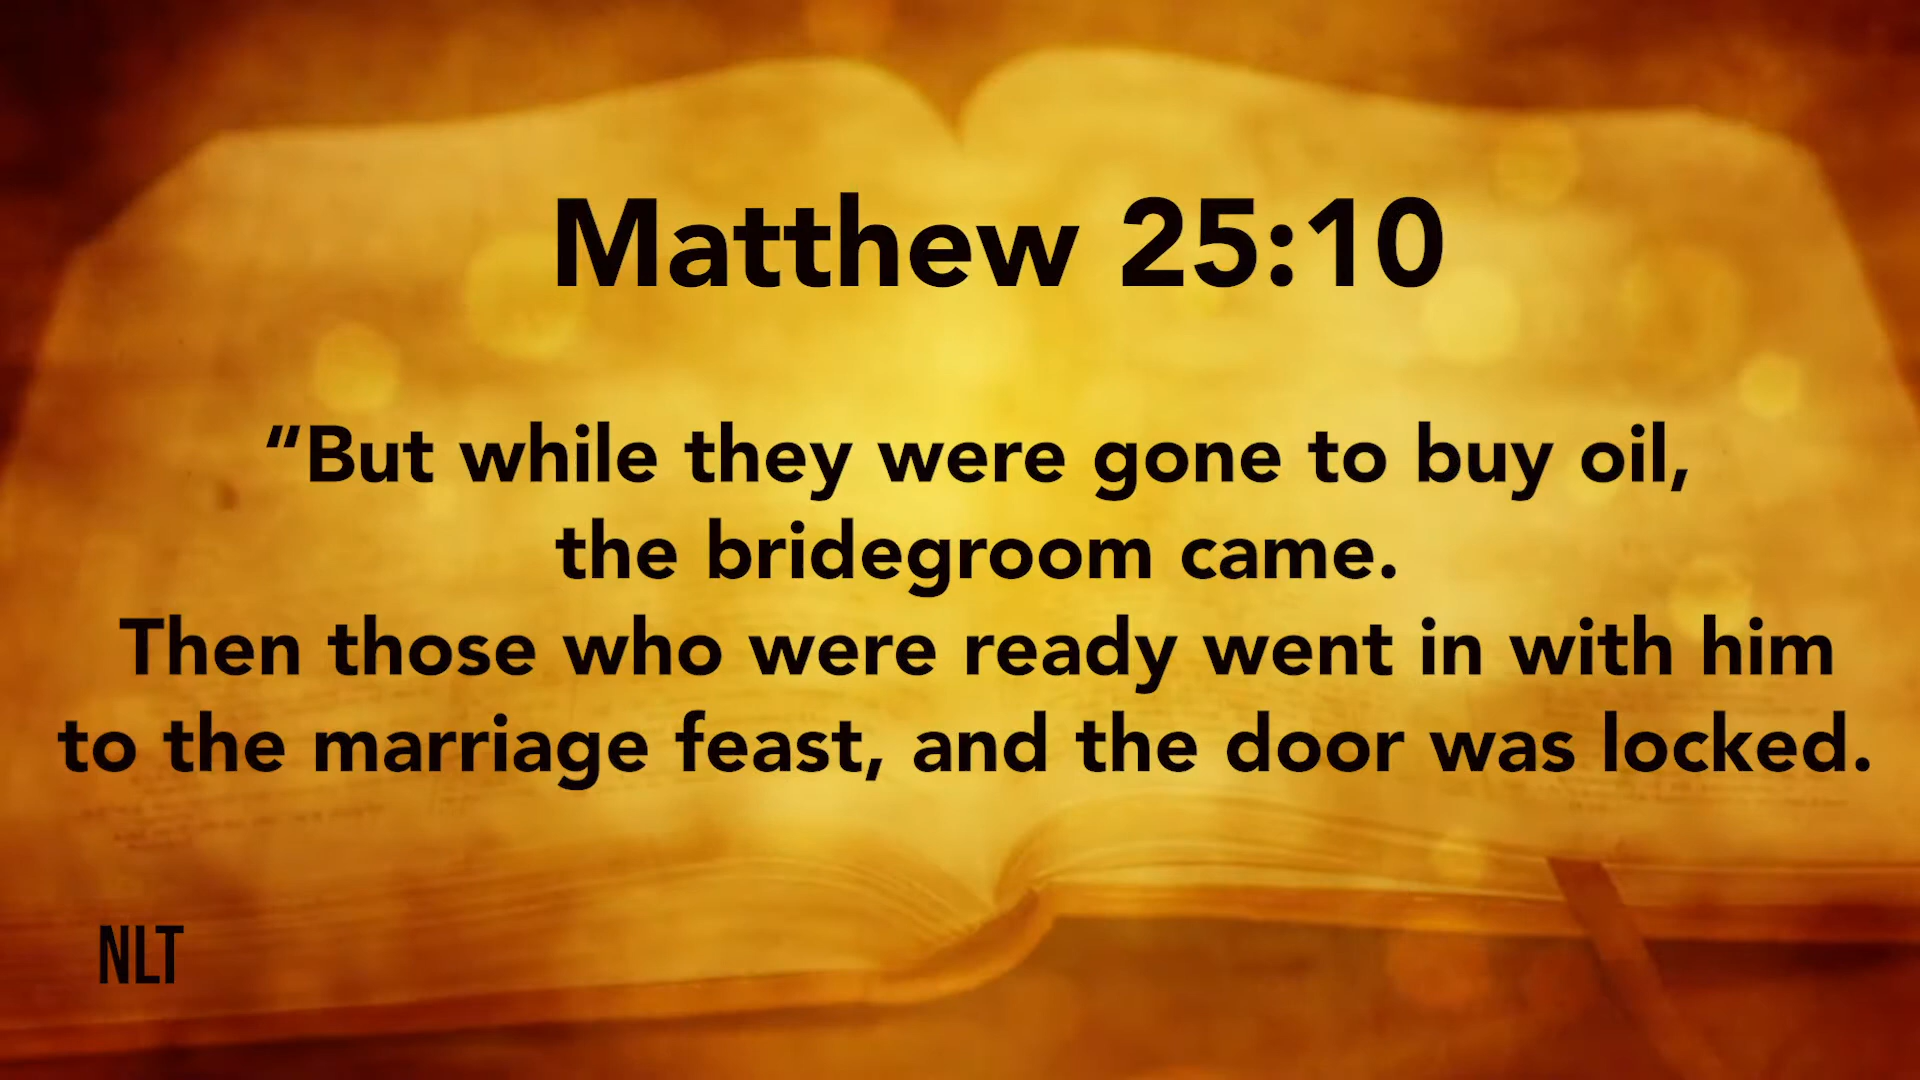 Matthew 25:10
“But while they were gone to buy oil,
the bridegroom came.
Then those who were ready went in with him
to the marriage feast, and the door was locked.
NLT